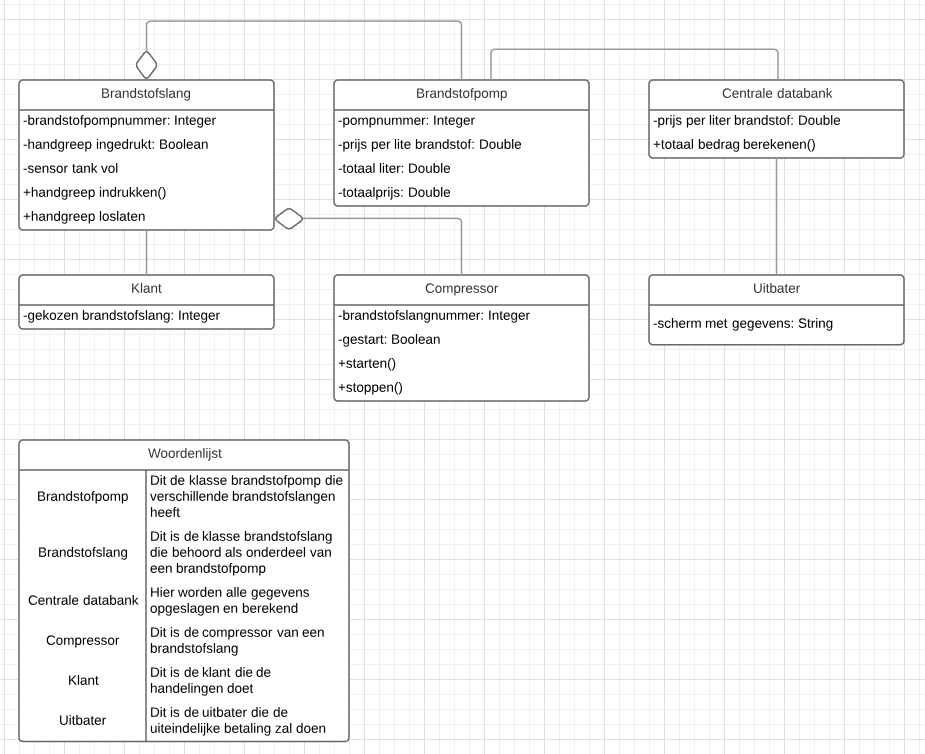 Brandstofslang
-brandstofpompnummer: Integer
-handgreep ingedrukt: Boolean
-sensor tank vol
+handgreep indrukken()
+handgreep loslaten
Brandstofpomp
-pompnummer: Integer
-prijs per lite brandstof: Double
-totaal liter: Double
-totaalprijs: Double
Centrale databank
-prijs per liter brandstof: Double
+totaal bedrag berekenen()
Klant
-gekozen brandstofslang: Integer
Compressor
-brandstofslangnummer: Integer
-gestart: Boolean
+starten()
+stoppen()
Uitbater
-scherm met gegevens: String
Woordenlijst
Brandstofpomp
Dit de klasse brandstofpomp die
verschillende brandstofslangen
heeft
Brandstofslang
Dit is de klasse brandstofslang
die behoord als onderdeel van
een brandstofpomp
Centrale databank
Hier worden alle gegevens
opgeslagen en berekend
Compressor
Dit is de compressor van een
brandstofslang
Klant
Dit is de klant die de
handelingen doet
Uitbater
Dit is de uitbater die de
uiteindelijke betaling zal doen